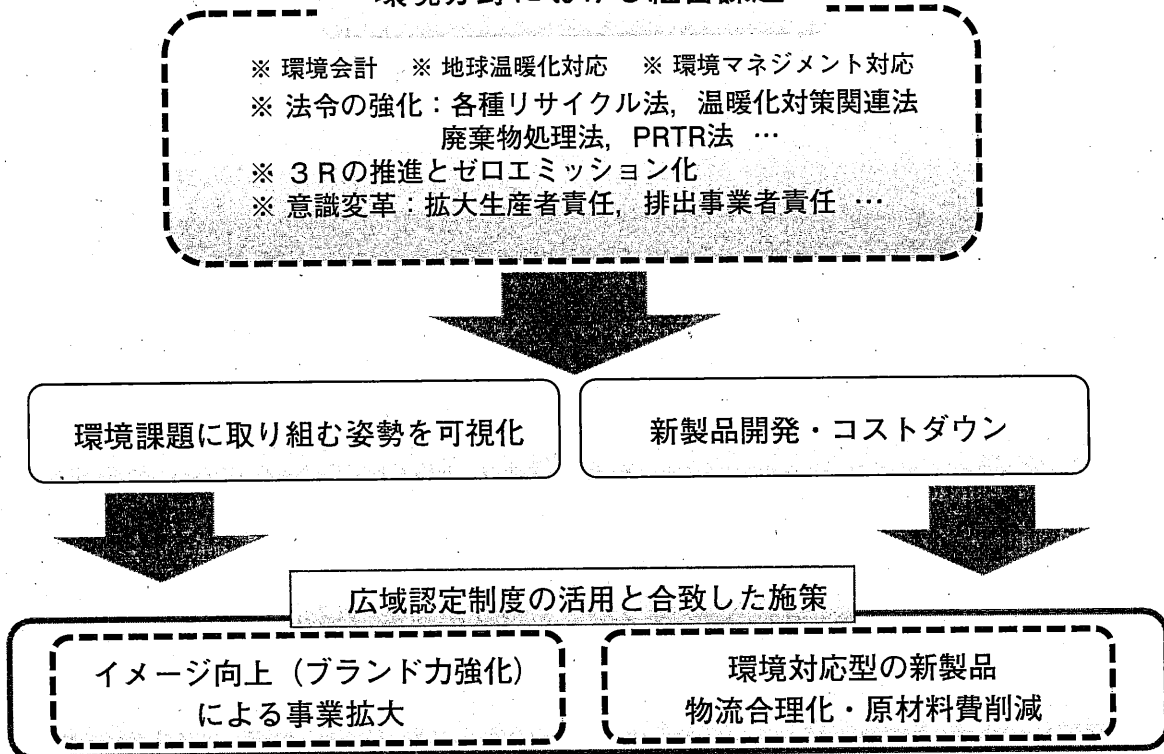 ※ 環境会計 ※ 地球温暖化対応 ※ 環境マネジメント対応
※ 法令の強化：各種リサイクル法，温暖化対策関連法
廃棄物処理法，PRTR法 …
※ ３Ｒの推進とゼロエミッション化
※ 意識変革：拡大生産者責任，排出事業者責任 …
環境課題に取り組む姿勢を可視化
新製品開発・コストダウン
広域認定制度の活用と合致した施策
イメージ向上（ブランド力強化）
による事業拡大
環境対応型の新製品
物流合理化・原材料費削減